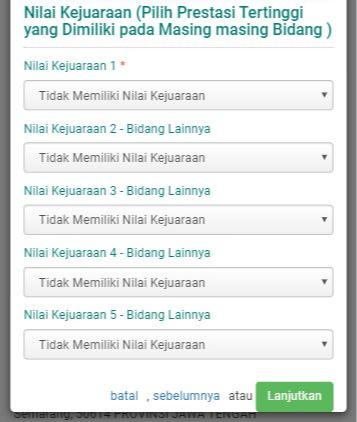 Nilai Kejuaraan (Pilih Prestasi Tertinggi
yang Dimiliki pada Masing masing Bidang )
Nilai Kejuaraan 1 *
Tidak Memiliki Nilai Kejuaraan
Nilai Kejuaraan 2 - Bidang Lainnya
Tidak Memiliki Nilai Kejuaraan
Nilai Kejuaraan 3 - Bidang Lainnya
Tidak Memiliki Nilai Kejuaraan
Nilai Kejuaraan 4 - Bidang Lainnya
Tidak Memiliki Nilai Kejuaraan
Nilai Kejuaraan 5 - Bidang Lainnya
Tidak Memiliki Nilai Kejuaraan
batal , sebelumnya atau Lanjutkan
Semarang, 50614 PROVINSI JAWA TENGAH